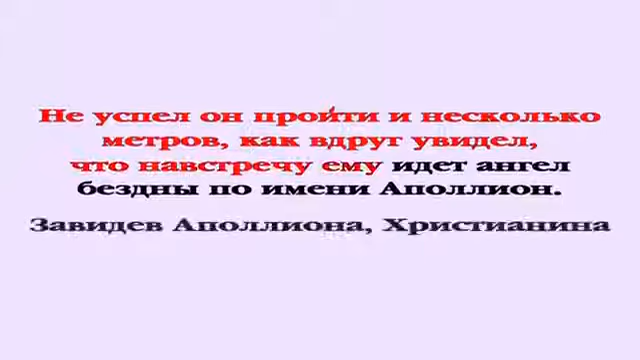 Не успел он пройти и несколько
метров, как вдруг увидел,
что навстречу ему идет ангел
бездны по имени Аполлион.
Завидев Аполлиона, Христианина